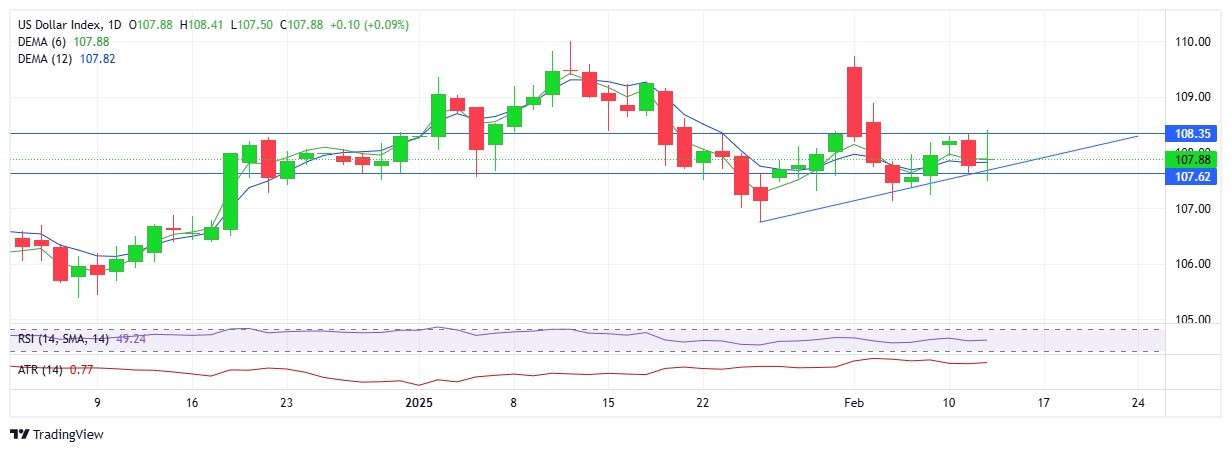 US Dollar Index, 1D O107.88 H108.41 L107.50 C107.88 +0.10 (+0.09%)
DEMA (6) 107.88
DEMA (12) 107.82
110.00
109.00
108.35
107.88
107.62
107.00
106.00
105.00
RSI (14, SMA, 14) 49.24
ATR (14) 0.77
9 16 23 2025 8 15 22 Feb 10 17 24
TradingView